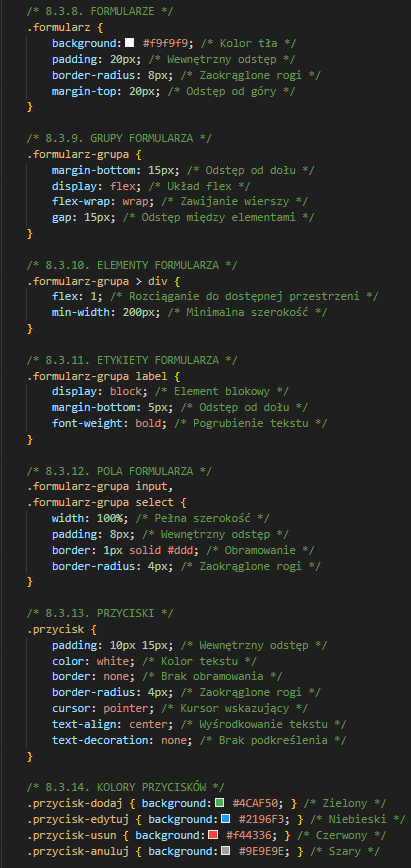 /* 8.3.8. FORMULARZE */
.formularz {
background: #f9f9f9; /* Kolor tła */
padding: 20px; /* Wewnętrzny odstęp */
border-radius: 8px; /* Zaokrąglone rogi */
margin-top: 20px; /* Odstęp od góry */
}
/* 8.3.9. GRUPY FORMULARZA */
.formularz-grupa {
margin-bottom: 15px; /* Odstęp od dołu */
display: flex; /* Układ flex */
flex-wrap: wrap; /* Zawijanie wierszy */
gap: 15px; /* Odstęp między elementami */
}
/* 8.3.10. ELEMENTY FORMULARZA */
.formularz-grupa > div {
flex: 1; /* Rozciąganie do dostępnej przestrzeni */
min-width: 200px; /* Minimalna szerokość */
}
/* 8.3.11. ETYKIETY FORMULARZA */
.formularz-grupa label {
display: block; /* Element blokowy */
margin-bottom: 5px; /* Odstęp od dołu */
font-weight: bold; /* Pogrubienie tekstu */
}
/* 8.3.12. POLA FORMULARZA */
.formularz-grupa input,
.formularz-grupa select {
width: 100%; /* Pełna szerokość */
padding: 8px; /* Wewnętrzny odstęp */
border: 1px solid #ddd; /* Obramowanie */
border-radius: 4px; /* Zaokrąglone rogi */
}
/* 8.3.13. PRZYCISKI */
.przycisk {
padding: 10px 15px; /* Wewnętrzny odstęp */
color: white; /* Kolor tekstu */
border: none; /* Brak obramowania */
border-radius: 4px; /* Zaokrąglone rogi */
cursor: pointer; /* Kursor wskazujący */
text-align: center; /* Wyśrodkowanie tekstu */
text-decoration: none; /* Brak podkreślenia */
}
/* 8.3.14. KOLORY PRZYCISKÓW */
.przycisk-dodaj { background: #4CAF50; } /* Zielony */
.przycisk-edytuj { background: #2196F3; } /* Niebieski */
.przycisk-usun { background: #f44336; } /* Czerwony */
.przycisk-anuluj { background: #9E9E9E; } /* Szary */